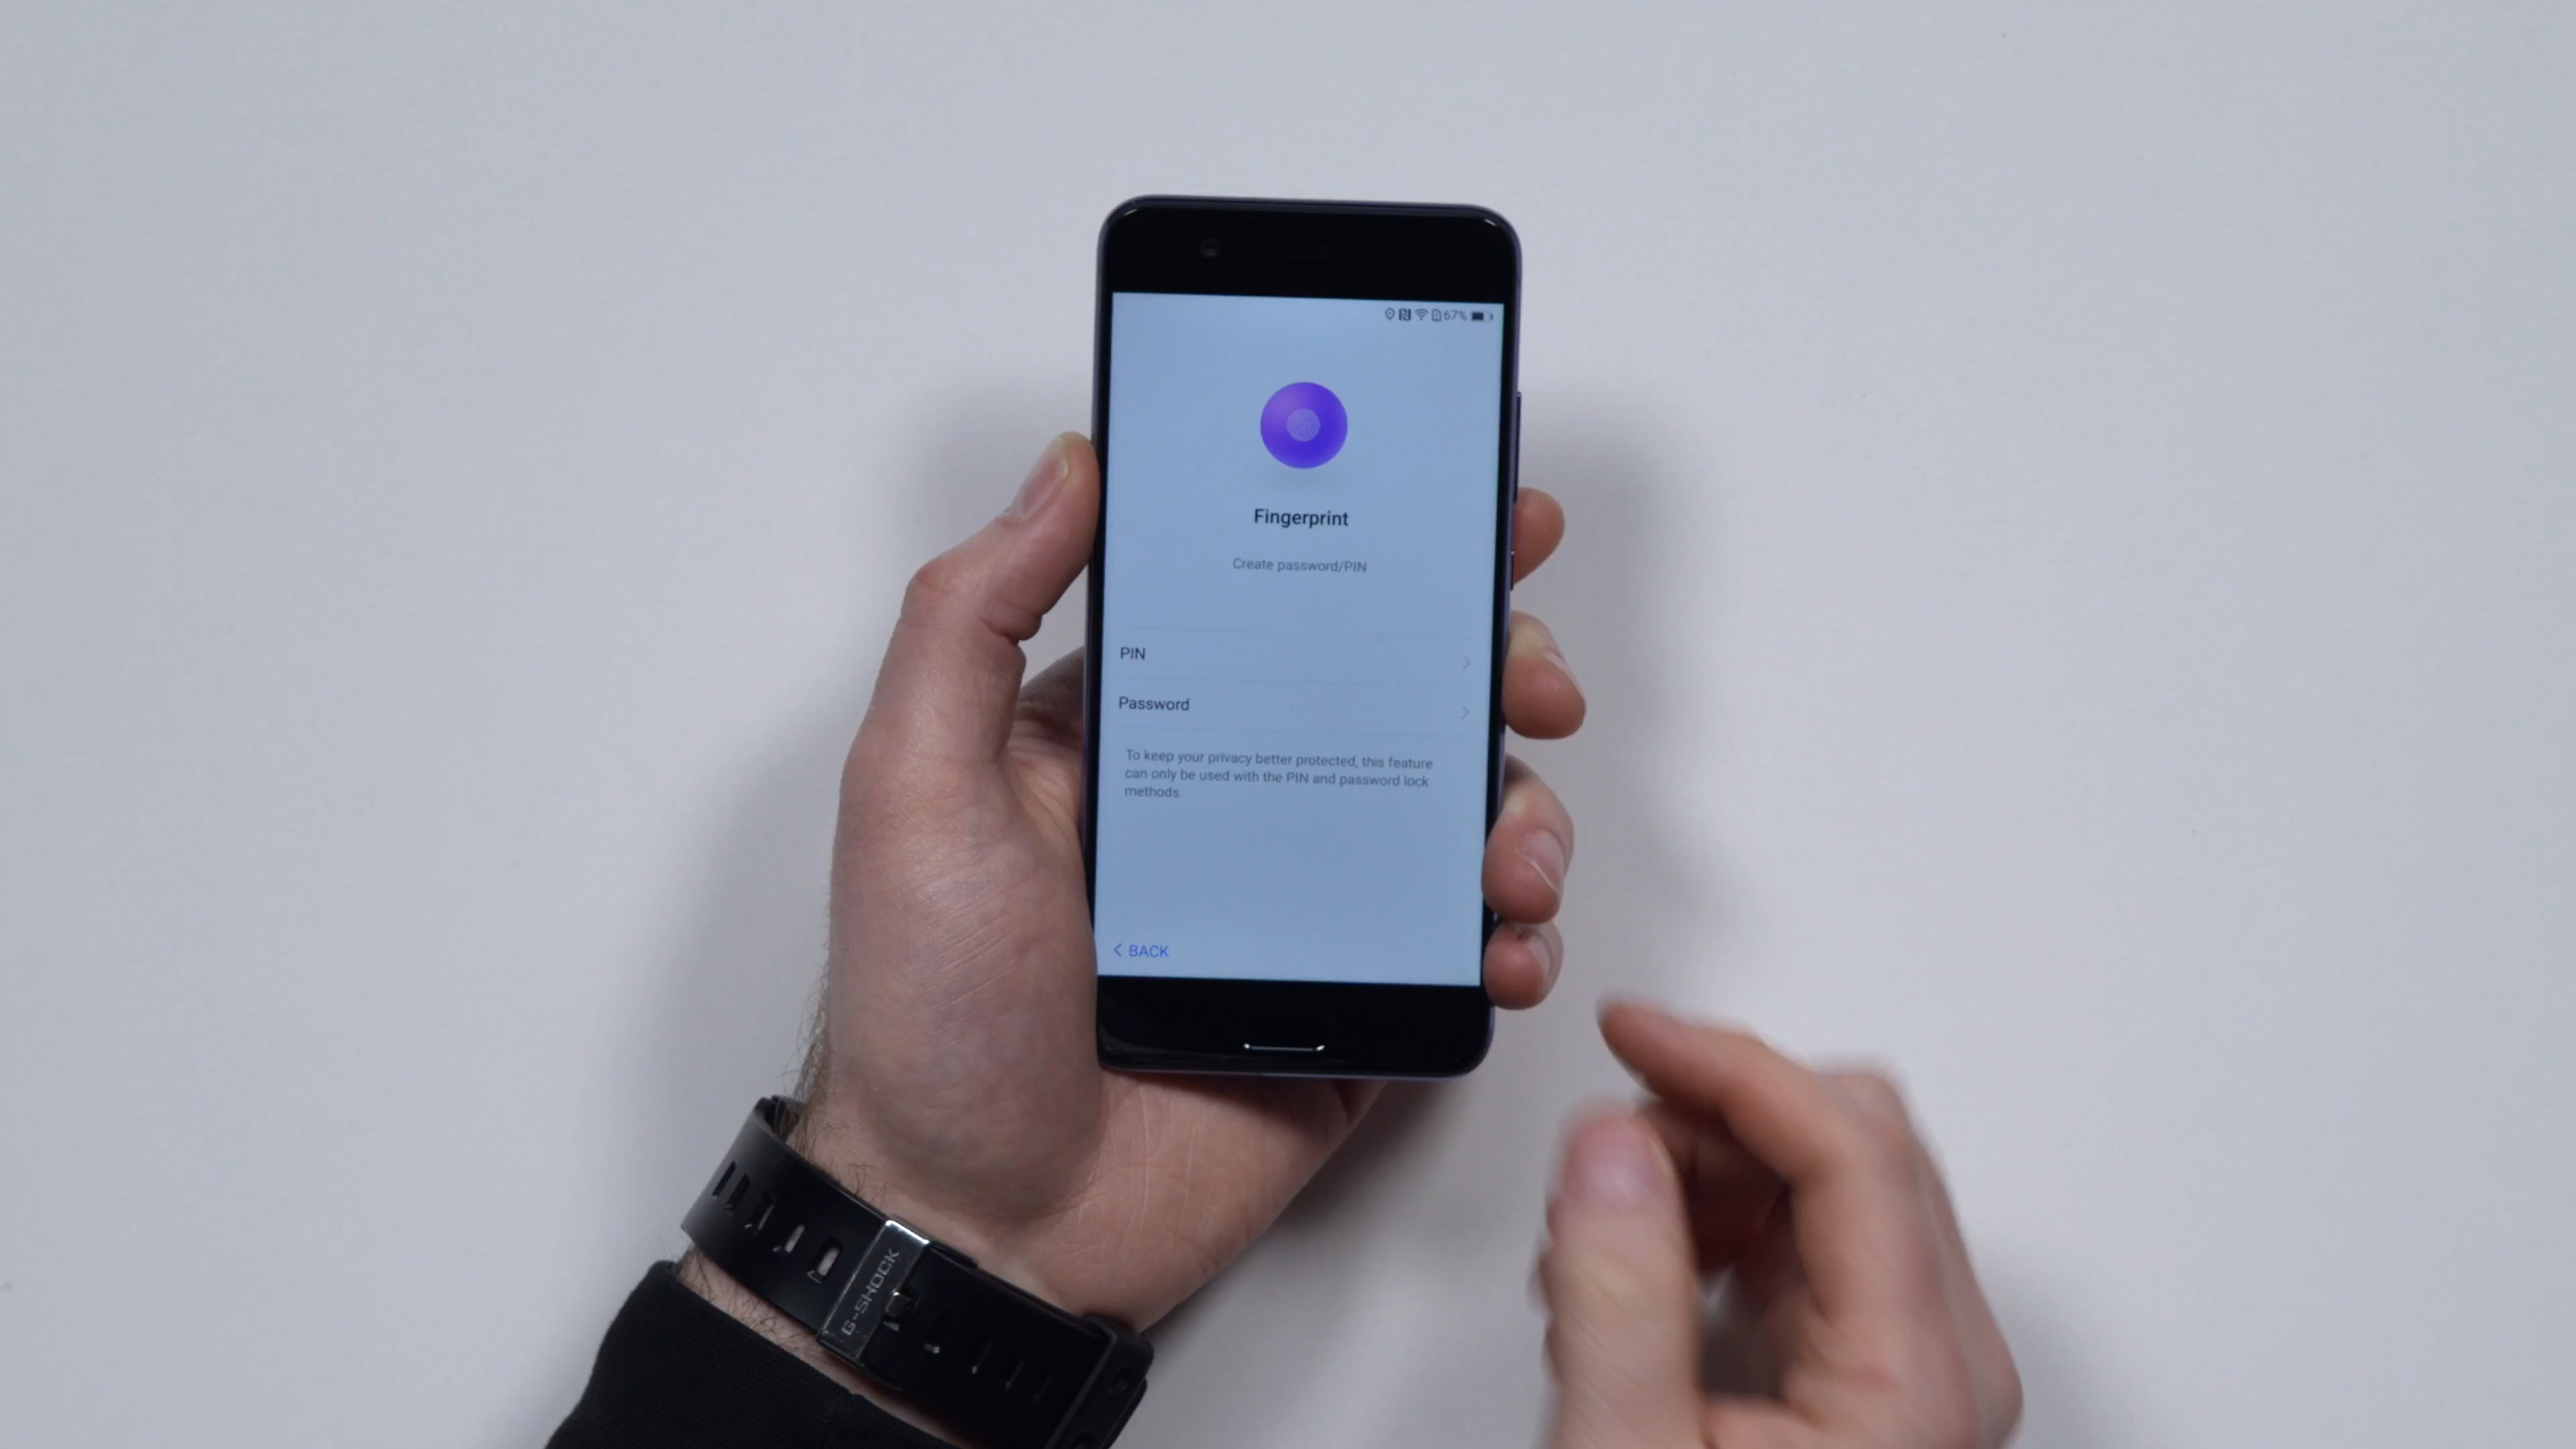 67%
Fingerprint
Create password/PIN
PIN
Password
To keep your privacy better protected, this feature
can only be used with the PIN and password lock
methods.
< BACK
G-SHOCK